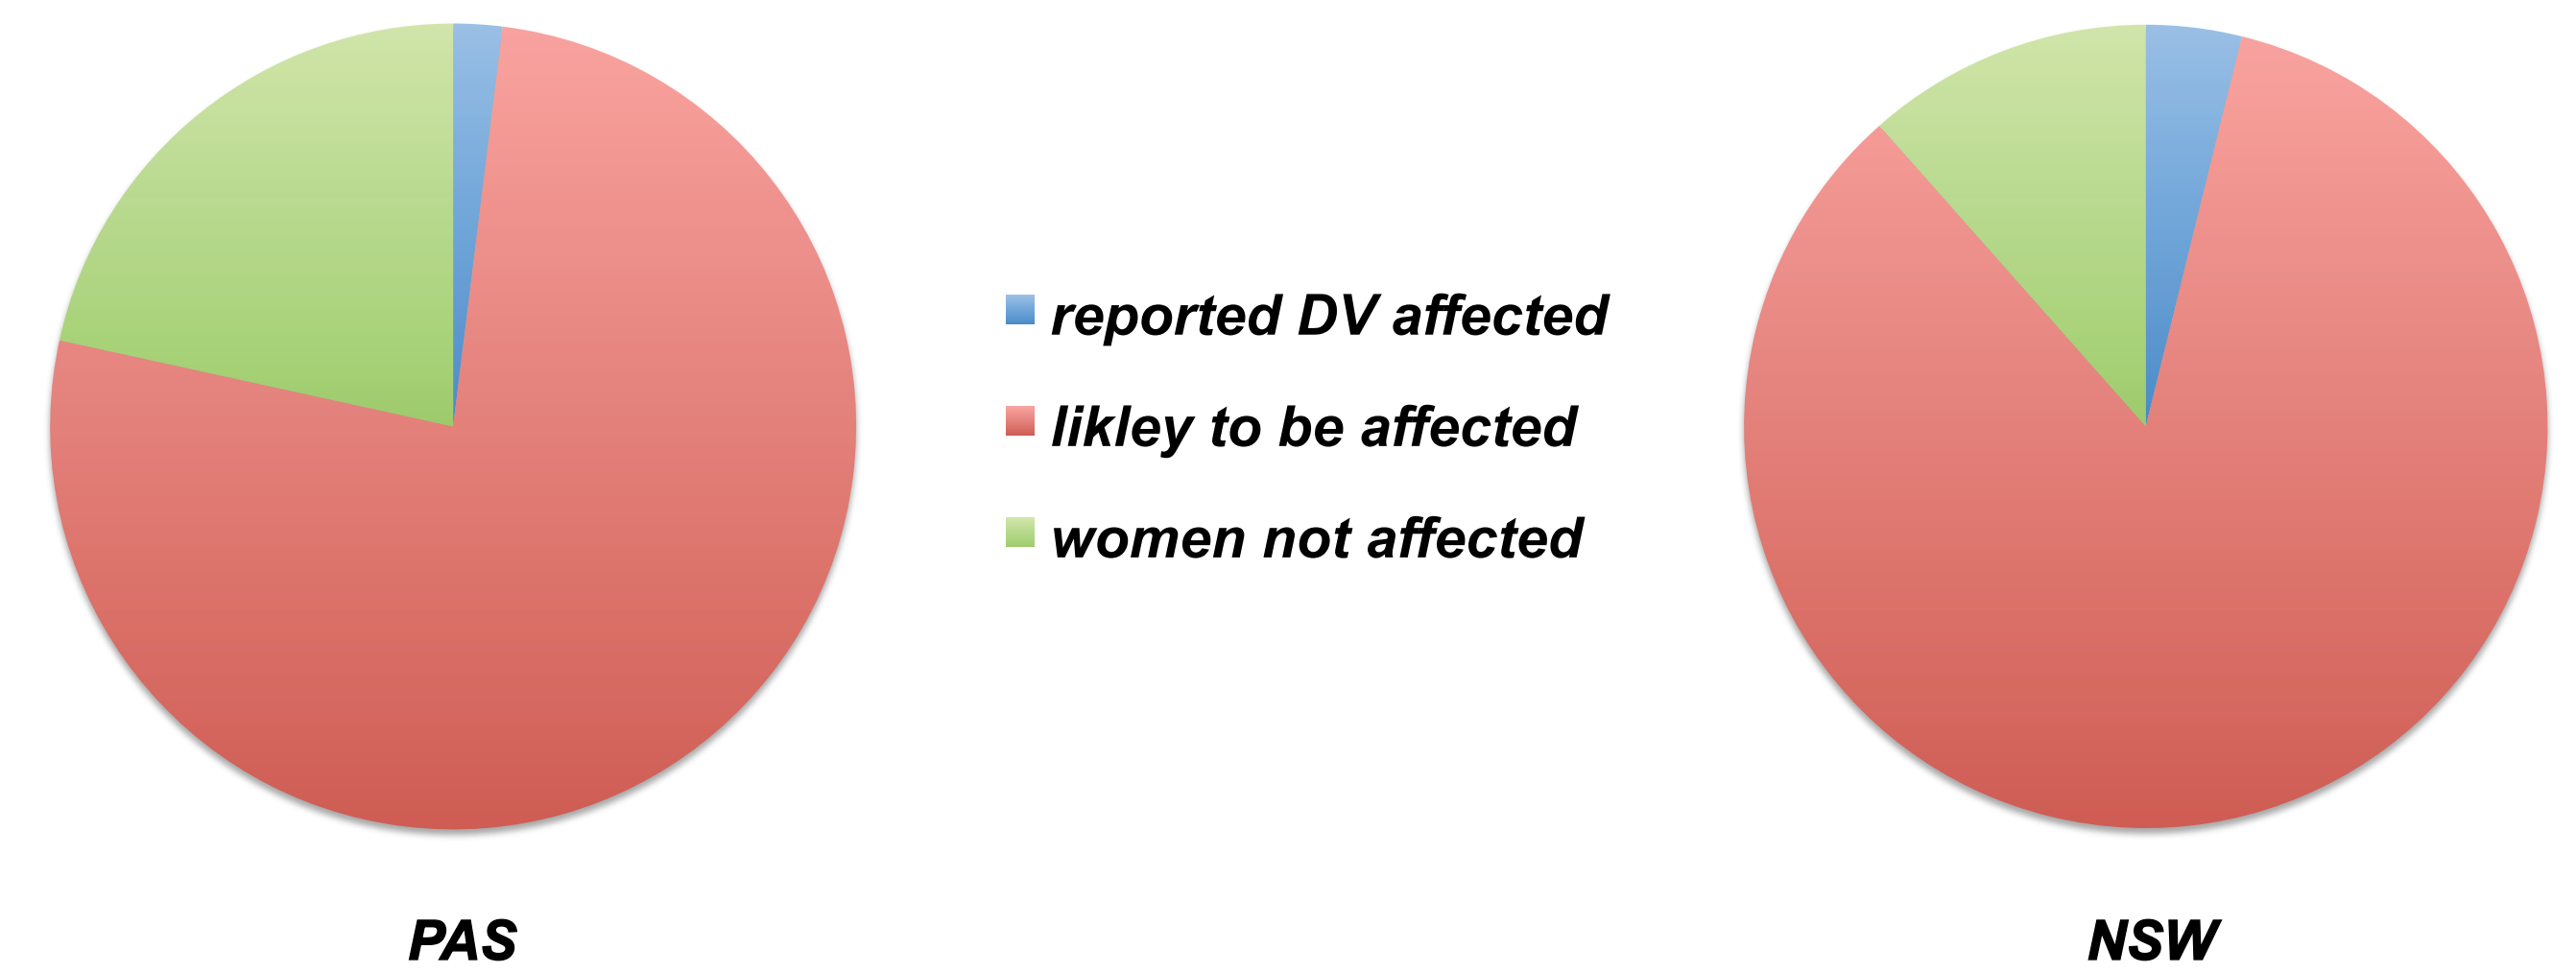 reported DV affected
likley to be affected
women not affected
PAS
NSW